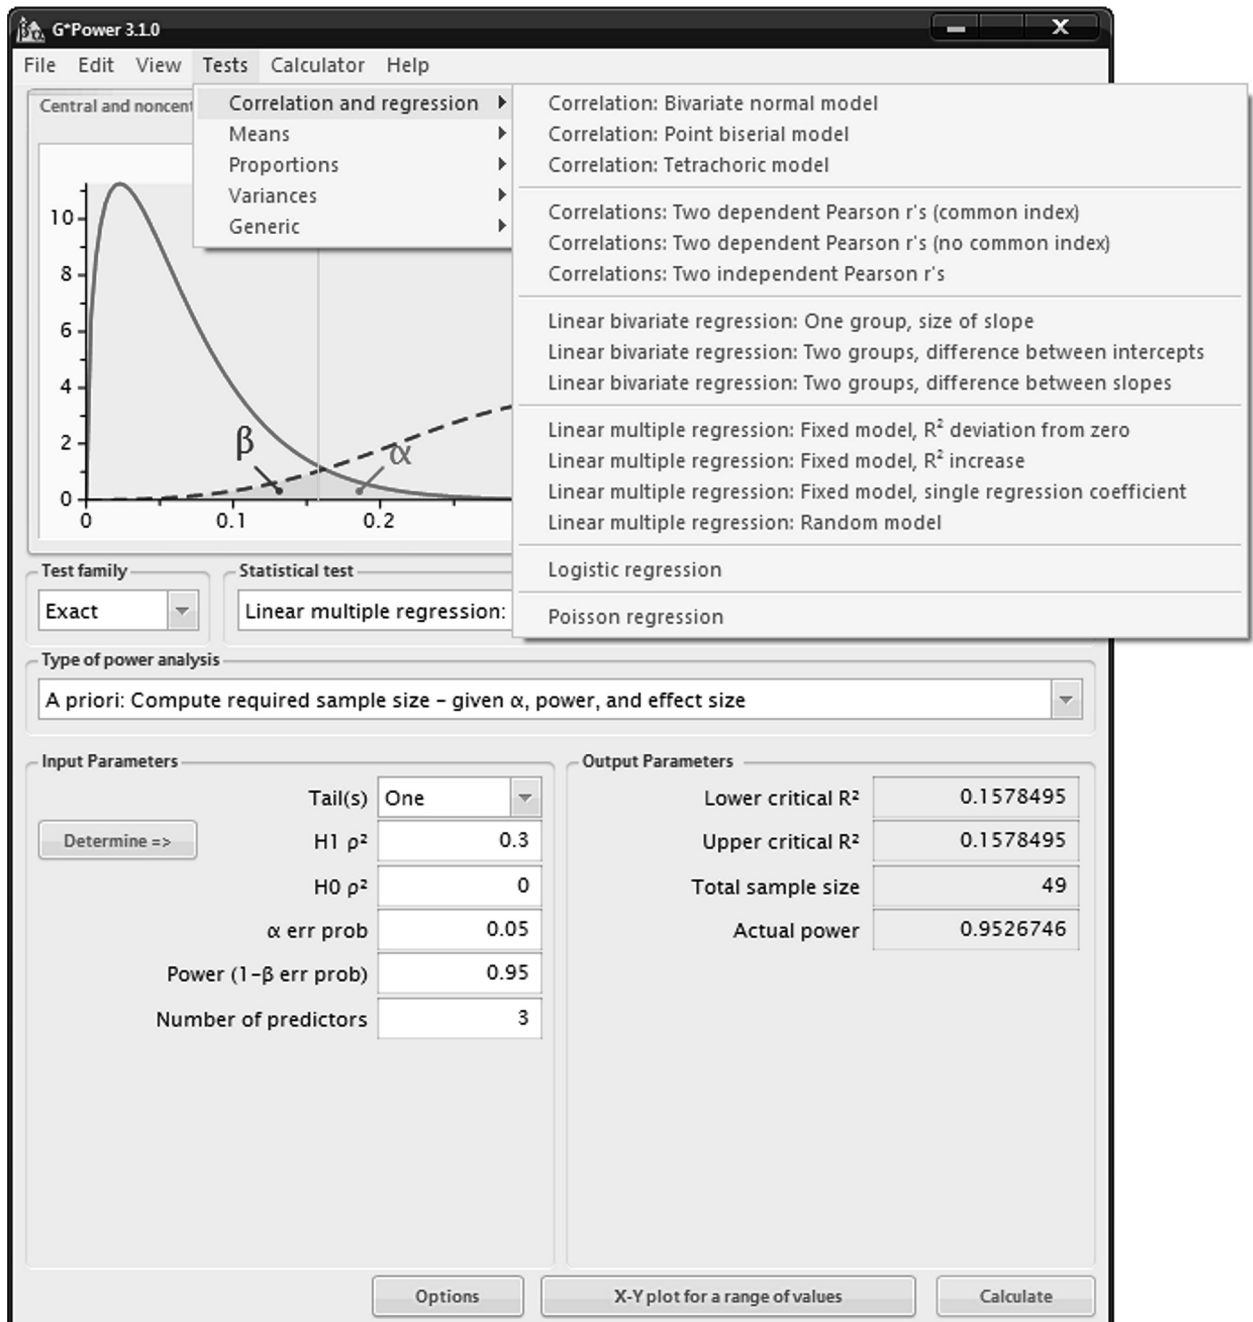 G*Power 3.1.0
File Edit View Tests Calculator Help
Central and noncent
Correlation and regression
Means
Proportions
Variances
Generic
Correlation: Bivariate normal model
Correlation: Point biserial model
Correlation: Tetrachoric model
Correlations: Two dependent Pearson r's (common index)
Correlations: Two dependent Pearson r's (no common index)
Correlations: Two independent Pearson r's
Linear bivariate regression: One group, size of slope
Linear bivariate regression: Two groups, difference between intercepts
Linear bivariate regression: Two groups, difference between slopes
Linear multiple regression: Fixed model, R² deviation from zero
Linear multiple regression: Fixed model, R² increase
Linear multiple regression: Fixed model, single regression coefficient
Linear multiple regression: Random model
Logistic regression
Poisson regression
10
8
6
4
2
0
β
α
0 0.1 0.2
Test family
Exact
Statistical test
Linear multiple regression:
Type of power analysis
A priori: Compute required sample size – given α, power, and effect size
Input Parameters
Tail(s) One
Determine =>
H1 ρ² 0.3
H0 ρ² 0
α err prob 0.05
Power (1-β err prob) 0.95
Number of predictors 3
Output Parameters
Lower critical R² 0.1578495
Upper critical R² 0.1578495
Total sample size 49
Actual power 0.9526746
Options
X-Y plot for a range of values
Calculate